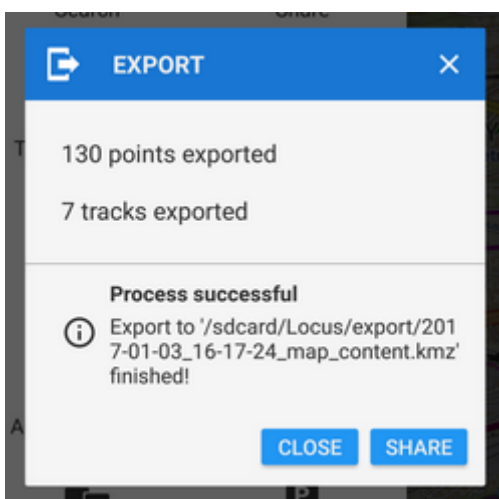 Share
EXPORT
130 points exported
7 tracks exported
Process successful
Export to '/sdcard/Locus/export/201
7-01-03_16-17-24_map_content.kmz'
finished!
CLOSE
SHARE